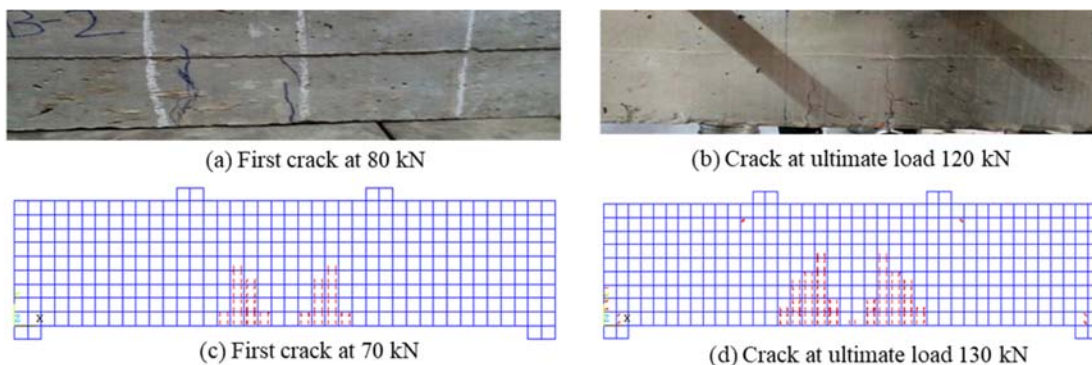 B-2
(a) First crack at 80 kN
(b) Crack at ultimate load 120 kN
X
X
(c) First crack at 70 kN
(d) Crack at ultimate load 130 kN